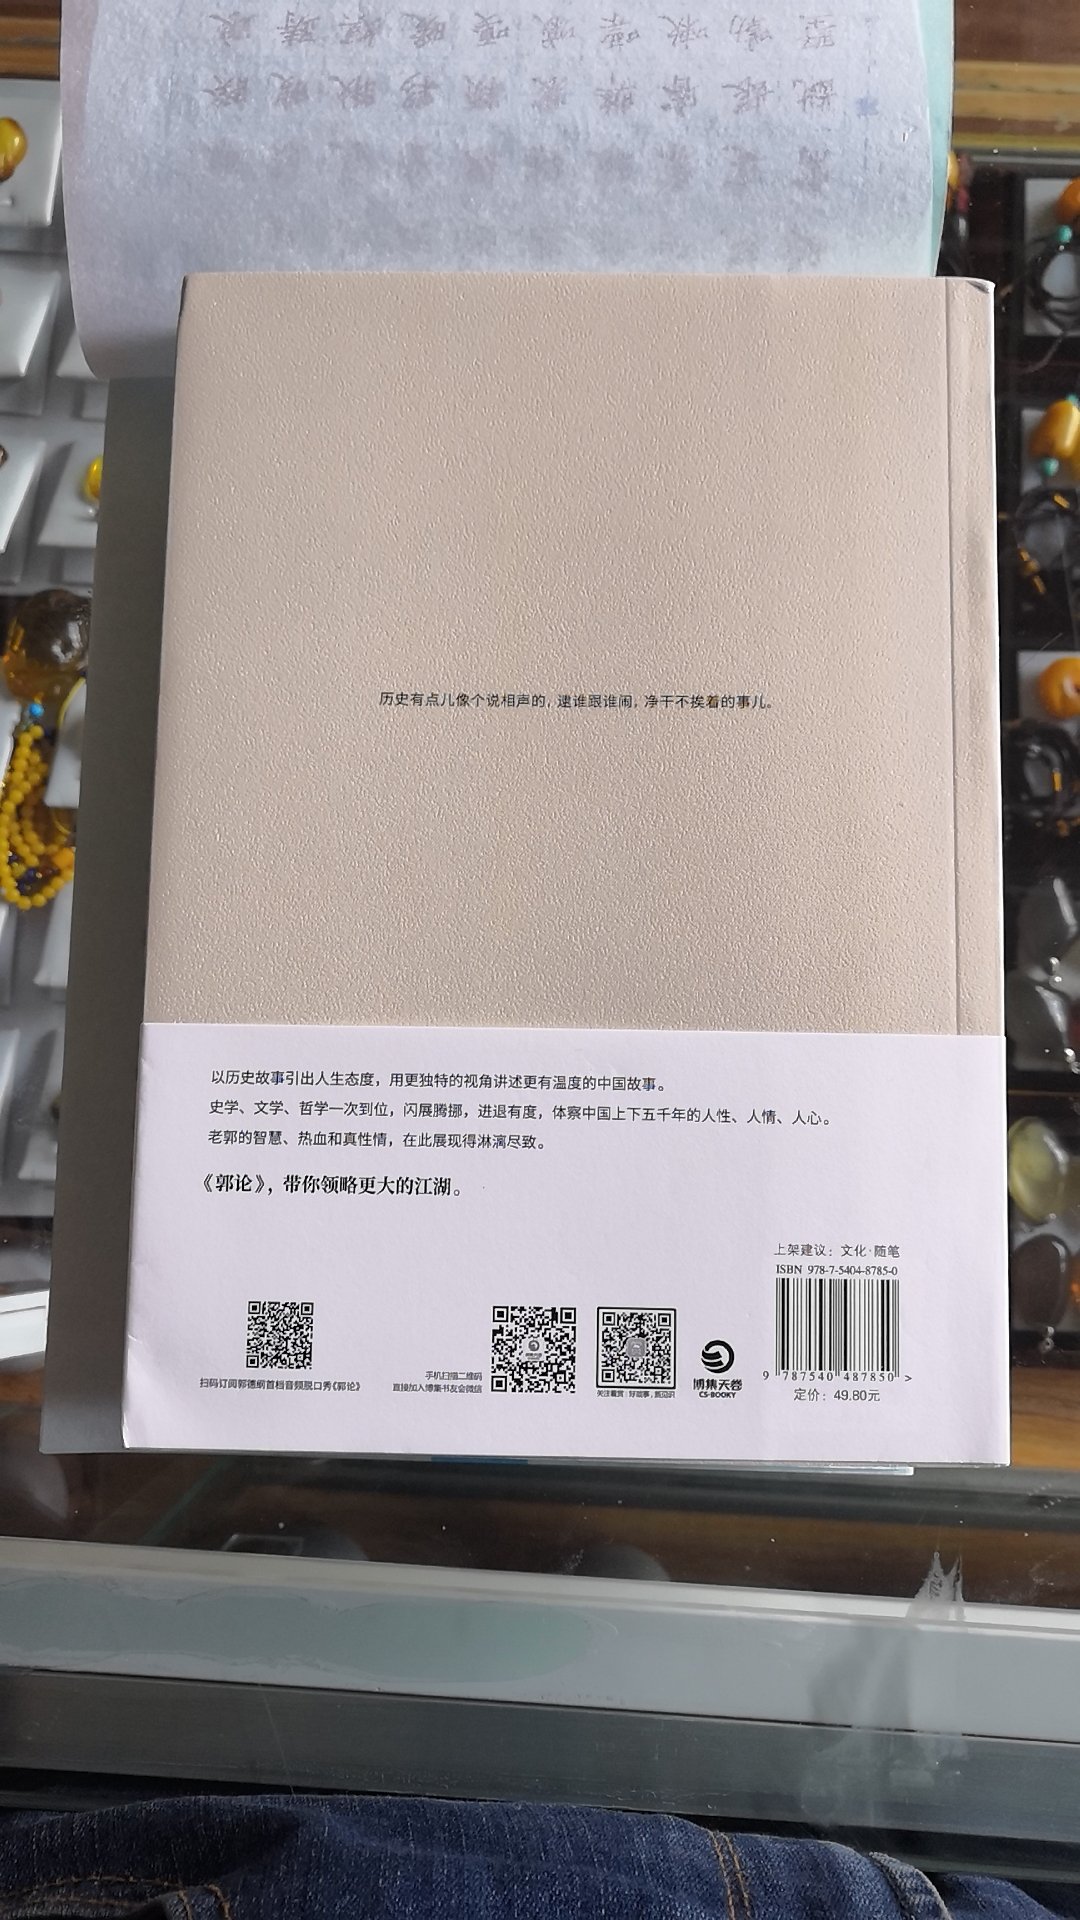 历史有点儿像个说相声的，逮谁跟谁闹，净干不挨着的事儿。
以历史故事引出人生态度，用更独特的视角讲述更有温度的中国故事。
史学、文学、哲学一次到位，闪展腾挪，进退有度，体察中国上下五千年的人性、人情、人心。
老郭的智慧、热血和真性情，在此展现得淋漓尽致。
《郭论》，带你领略更大的江湖。
上架建议：文化·随笔
ISBN 978-7-5404-8785-0
9 787540 487850 >
定价：49.80元
扫码订阅郭德纲首档音频脱口秀《郭论》
手机扫描二维码
直接加入博集书友会微信
博集天卷
CS-BOOKY